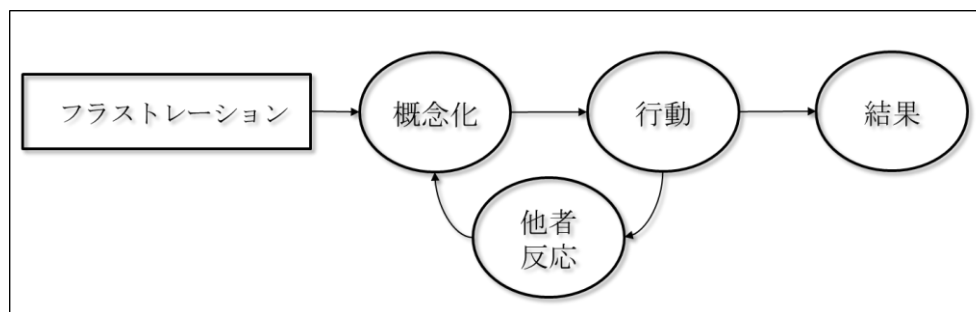 フラストレーション
概念化
行動
結果
他者
反応